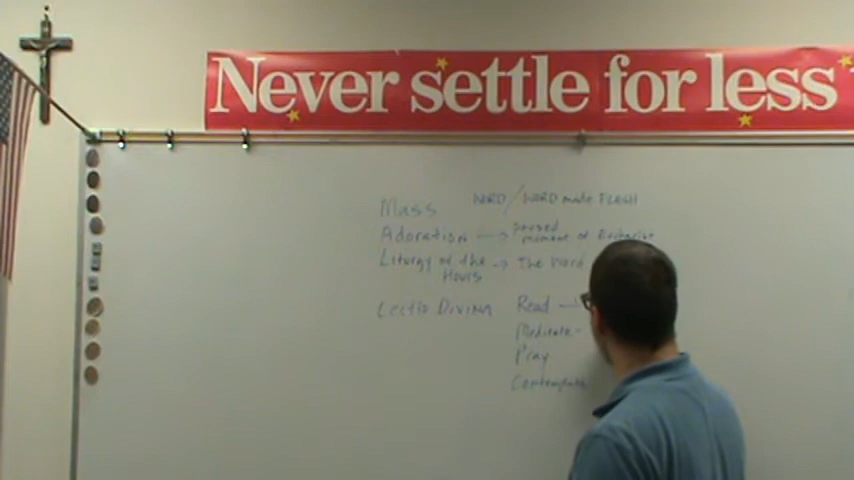 Never settle for less
Mass WORD/WORD made FLESH
Adoration → paused
moment of Eucharist
Liturgy of the → The Word
Hours
Lectio Divina Read →
Meditate -
Pray
Contemplate